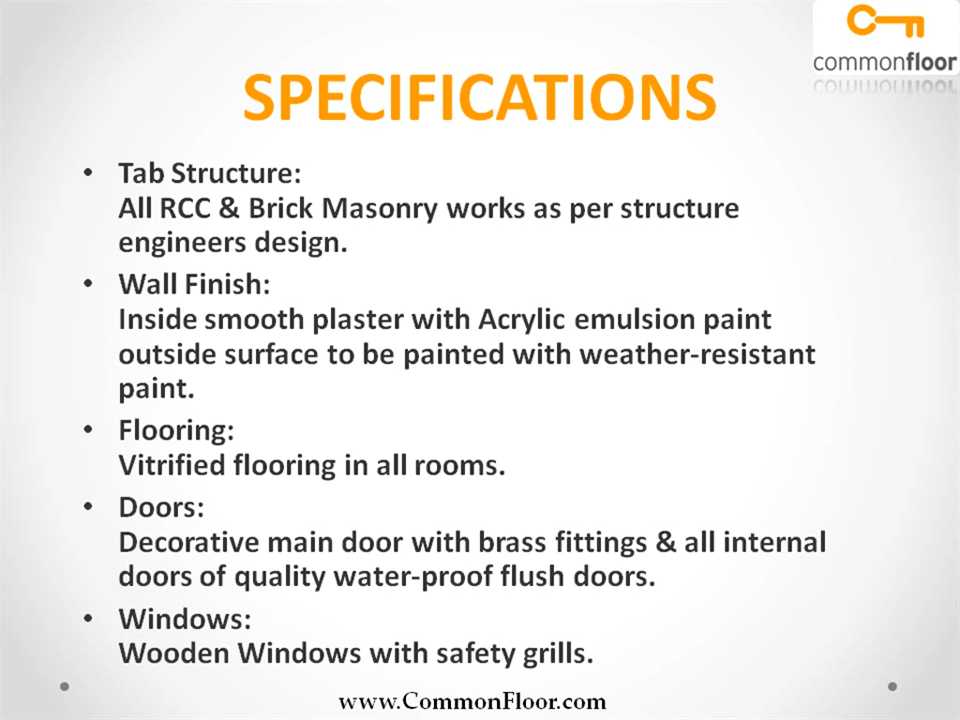 commonfloor
SPECIFICATIONS
• Tab Structure:
All RCC & Brick Masonry works as per structure
engineers design.
• Wall Finish:
Inside smooth plaster with Acrylic emulsion paint
outside surface to be painted with weather-resistant
paint.
• Flooring:
Vitrified flooring in all rooms.
• Doors:
Decorative main door with brass fittings & all internal
doors of quality water-proof flush doors.
• Windows:
Wooden Windows with safety grills.
www.CommonFloor.com